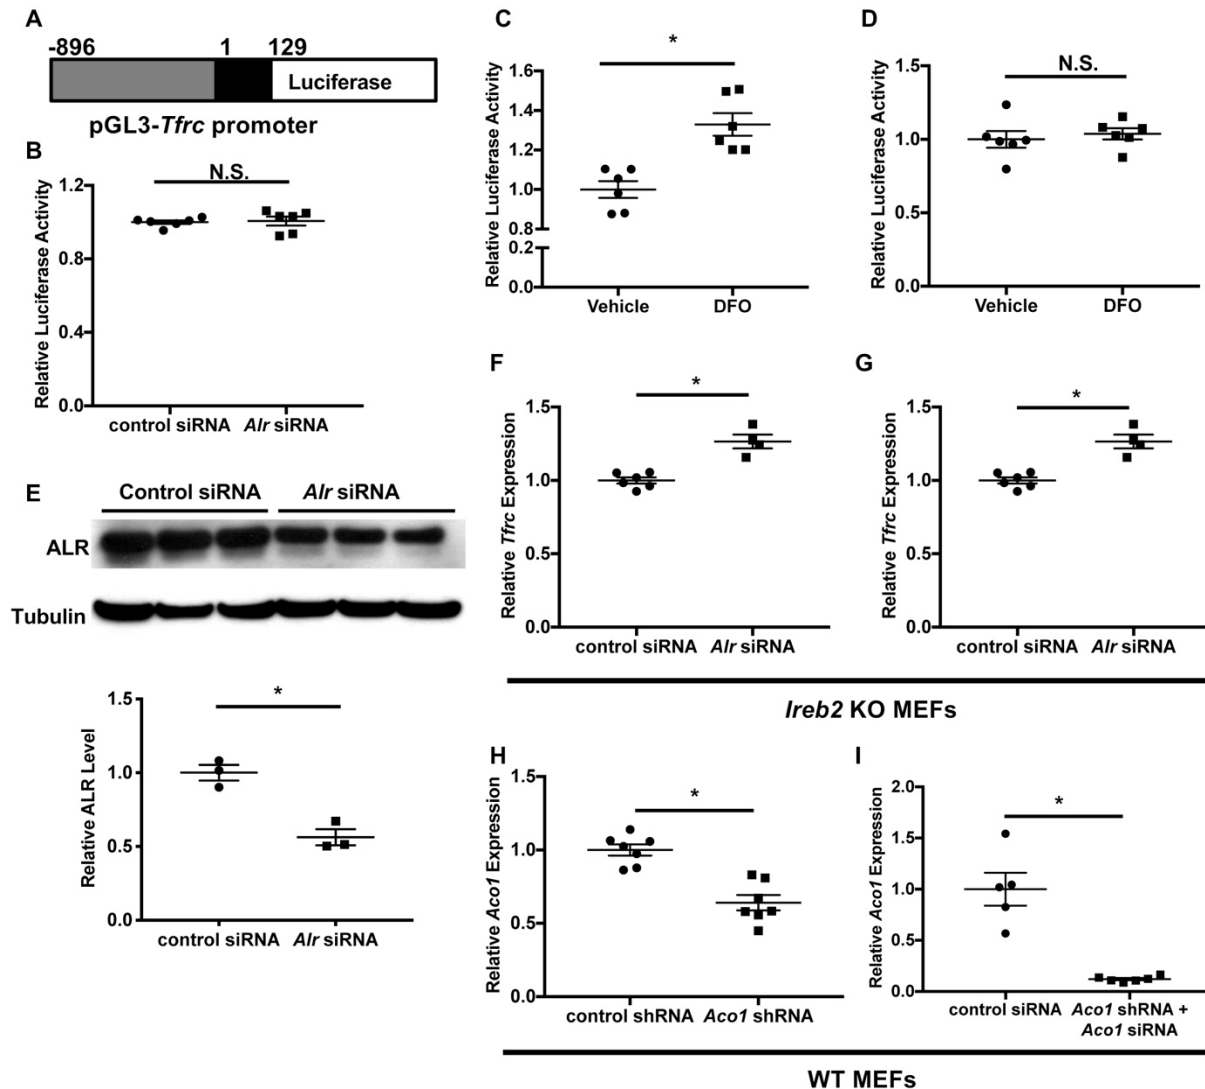 A
-896 1 129
Luciferase
pGL3-Tfrc promoter
B
N.S.
Relative Luciferase Activity
1.2
0.8
0.4
0.0
control siRNA Alr siRNA
C
*
Relative Luciferase Activity
1.6
1.4
1.2
1.0
0.8
0.2
0.0
Vehicle DFO
D
N.S.
Relative Luciferase Activity
1.5
1.0
0.5
0.0
Vehicle DFO
E
Control siRNA Alr siRNA
ALR
Tubulin
*
Relative ALR Level
1.5
1.0
0.5
0.0
control siRNA Alr siRNA
F
*
Relative Tfrc Expression
1.5
1.0
0.5
0.0
control siRNA Alr siRNA
G
*
Relative Tfrc Expression
1.5
1.0
0.5
0.0
control siRNA Alr siRNA
Ireb2 KO MEFs
H
*
Relative Aco1 Expression
1.5
1.0
0.5
0.0
control shRNA Aco1 shRNA
I
*
Relative Aco1 Expression
2.0
1.5
1.0
0.5
0.0
control siRNA Aco1 shRNA +
Aco1 siRNA
WT MEFs